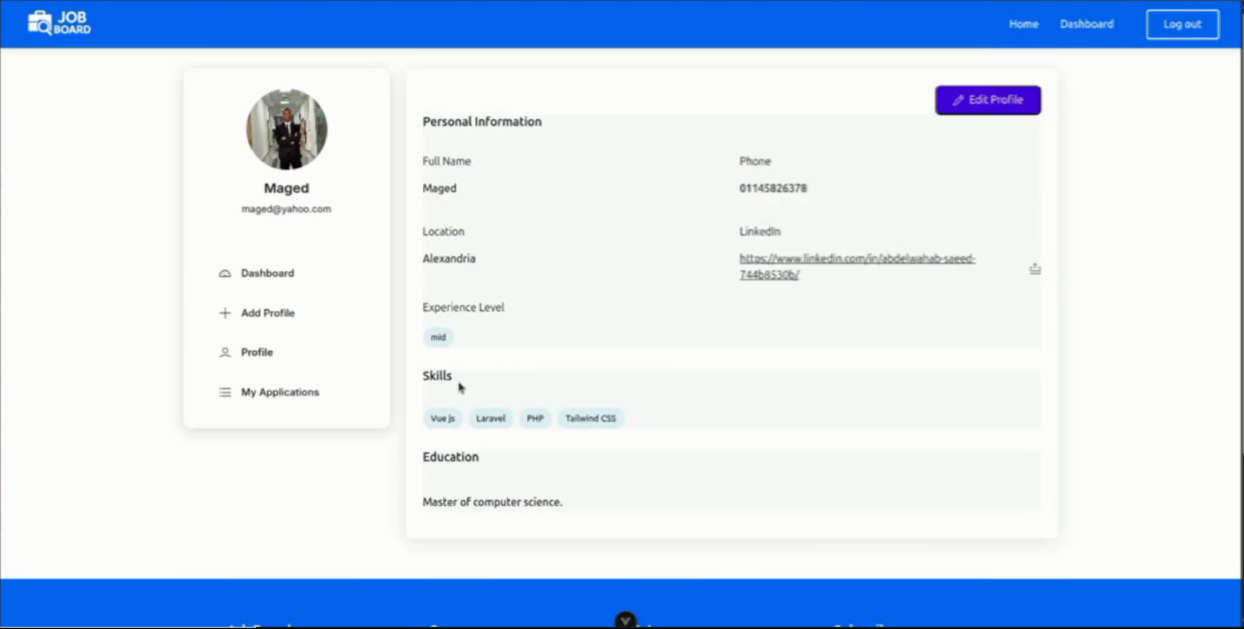 JOB
BOARD
Home
Dashboard
Log out
Maged
maged@yahoo.com
Dashboard
Add Profile
Profile
My Applications
Edit Profile
Personal Information
Full Name
Phone
Maged
01145826378
Location
LinkedIn
Alexandria
https://www.linkedin.com/in/abdelwahab-saeed-
744b8530b/
Experience Level
mid
Skills
Vue js
Laravel
PHP
Tailwind CSS
Education
Master of computer science.